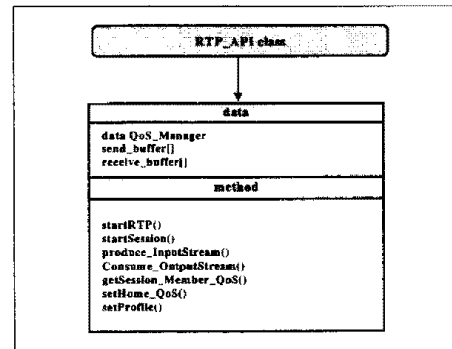 RTP_API class
data
data QoS_Manager
send_buffer[]
receive_buffer[]
method
startRTP()
startSession()
produce_InputStream()
Consume_OutputStream()
getSession_Member_QoS()
setHome_QoS()
setProfile()